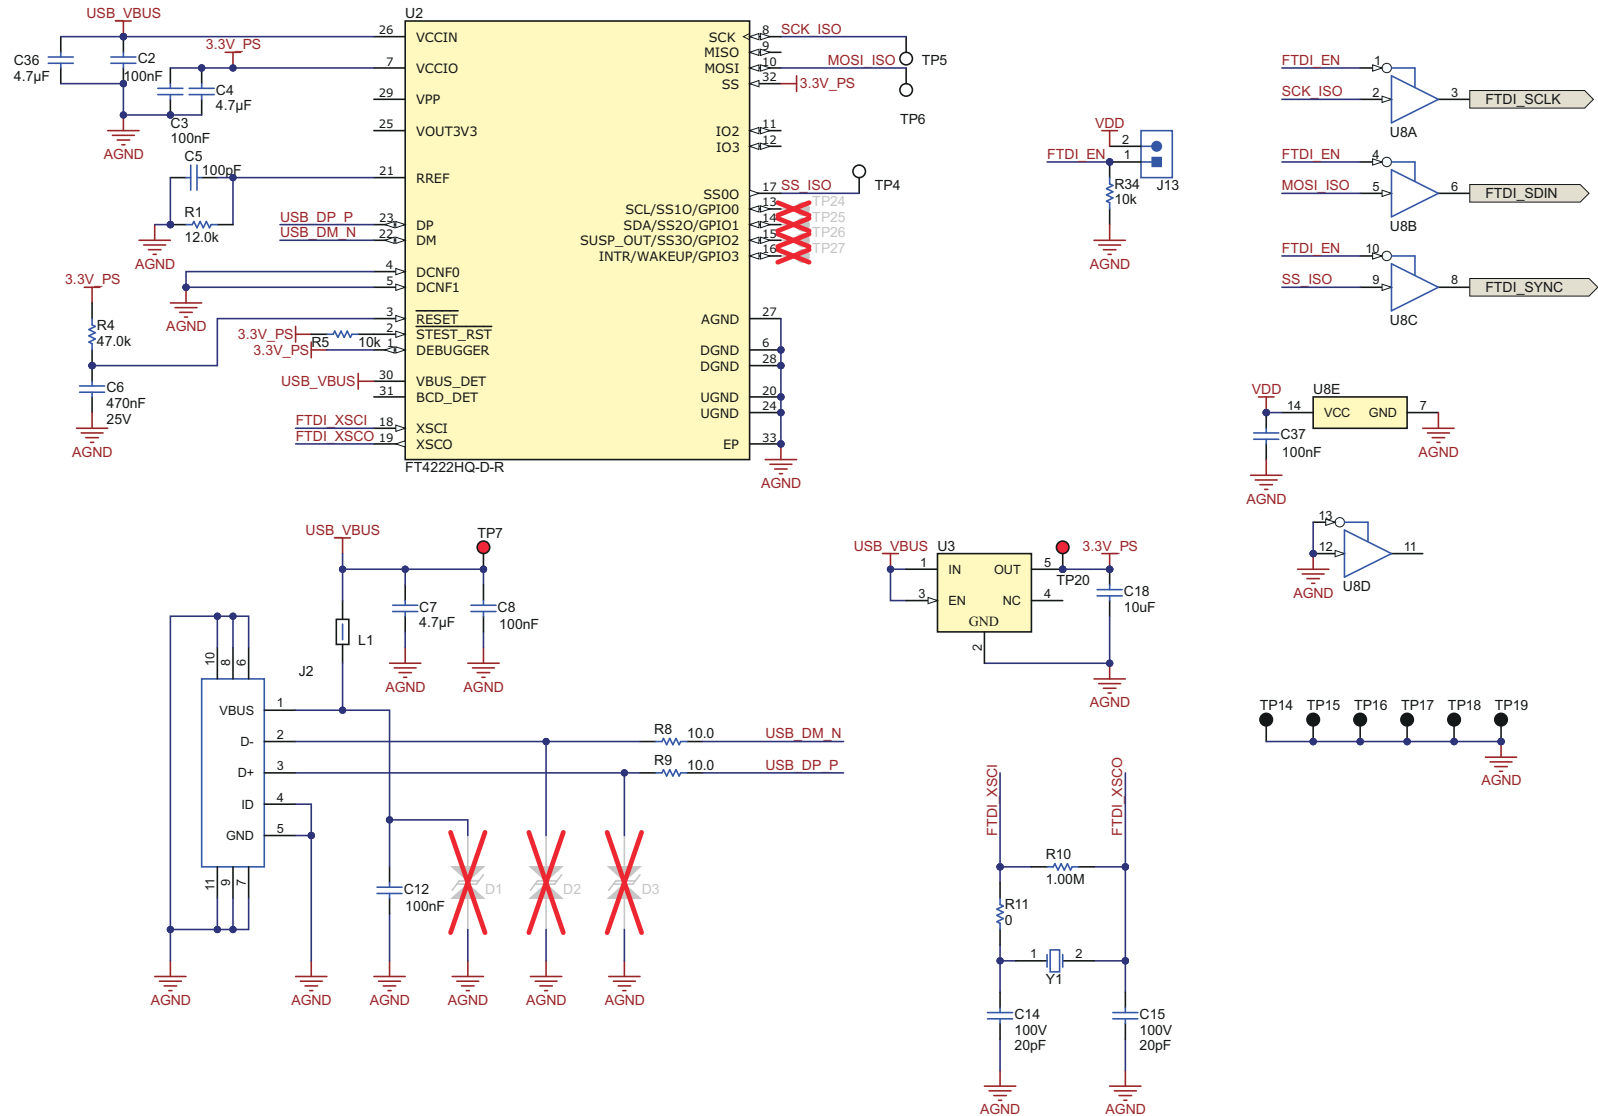 USB_VBUS
C36
4.7µF
C2
100nF
3.3V_PS
C4
4.7µF
C3
100nF
AGND
C5
100pF
R1
12.0k
AGND
USB_DP_P
USB_DM_N
3.3V_PS
R4
47.0k
C6
470nF
25V
AGND
AGND
3.3V_PS
R5
10k
3.3V_PS
USB_VBUS
FTDI_XSCI
FTDI_XSCO
U2
26 VCCIN
7 VCCIO
29 VPP
25 VOUT3V3
21 RREF
23 DP
22 DM
4 DCNF0
5 DCNF1
3 RESET
2 STEST_RST
1 DEBUGGER
30 VBUS_DET
31 BCD_DET
18 XSCI
19 XSCO
SCK 8 SCK_ISO
MISO 9
MOSI 10 MOSI_ISO
SS 32 3.3V_PS
IO2 11
IO3 12
SS0O 17 SS_ISO
SCL/SS1O/GPIO0 13 TP24
SDA/SS2O/GPIO1 14 TP25
SUSP_OUT/SS3O/GPIO2 15 TP26
INTR/WAKEUP/GPIO3 16 TP27
AGND 27
DGND 6
DGND 28
UGND 20
UGND 24
EP 33
FT4222HQ-D-R
AGND
TP5
TP6
TP4
VDD
FTDI_EN
2
1
J13
R34
10k
AGND
FTDI_EN 1
SCK_ISO 2
3 FTDI_SCLK
U8A
FTDI_EN 4
MOSI_ISO 5
6 FTDI_SDIN
U8B
FTDI_EN 10
SS_ISO 9
8 FTDI_SYNC
U8C
VDD
U8E
14 VCC GND 7
C37
100nF
AGND
AGND
13
12
11
U8D
AGND
USB_VBUS
TP7
C7
4.7µF
C8
100nF
L1
AGND
AGND
J2
10
8
6
VBUS 1
D- 2
D+ 3
ID 4
GND 5
11
9
7
R8 10.0 USB_DM_N
R9 10.0 USB_DP_P
C12
100nF
D1
D2
D3
AGND
AGND
AGND
AGND
AGND
AGND
USB_VBUS
U3
1 IN
OUT 5
3 EN
NC 4
GND
2
TP20
3.3V_PS
C18
10uF
AGND
TP14 TP15 TP16 TP17 TP18 TP19
AGND
FTDI_XSCI
FTDI_XSCO
R10
1.00M
R11
0
1
2
Y1
C14
100V
20pF
C15
100V
20pF
AGND
AGND